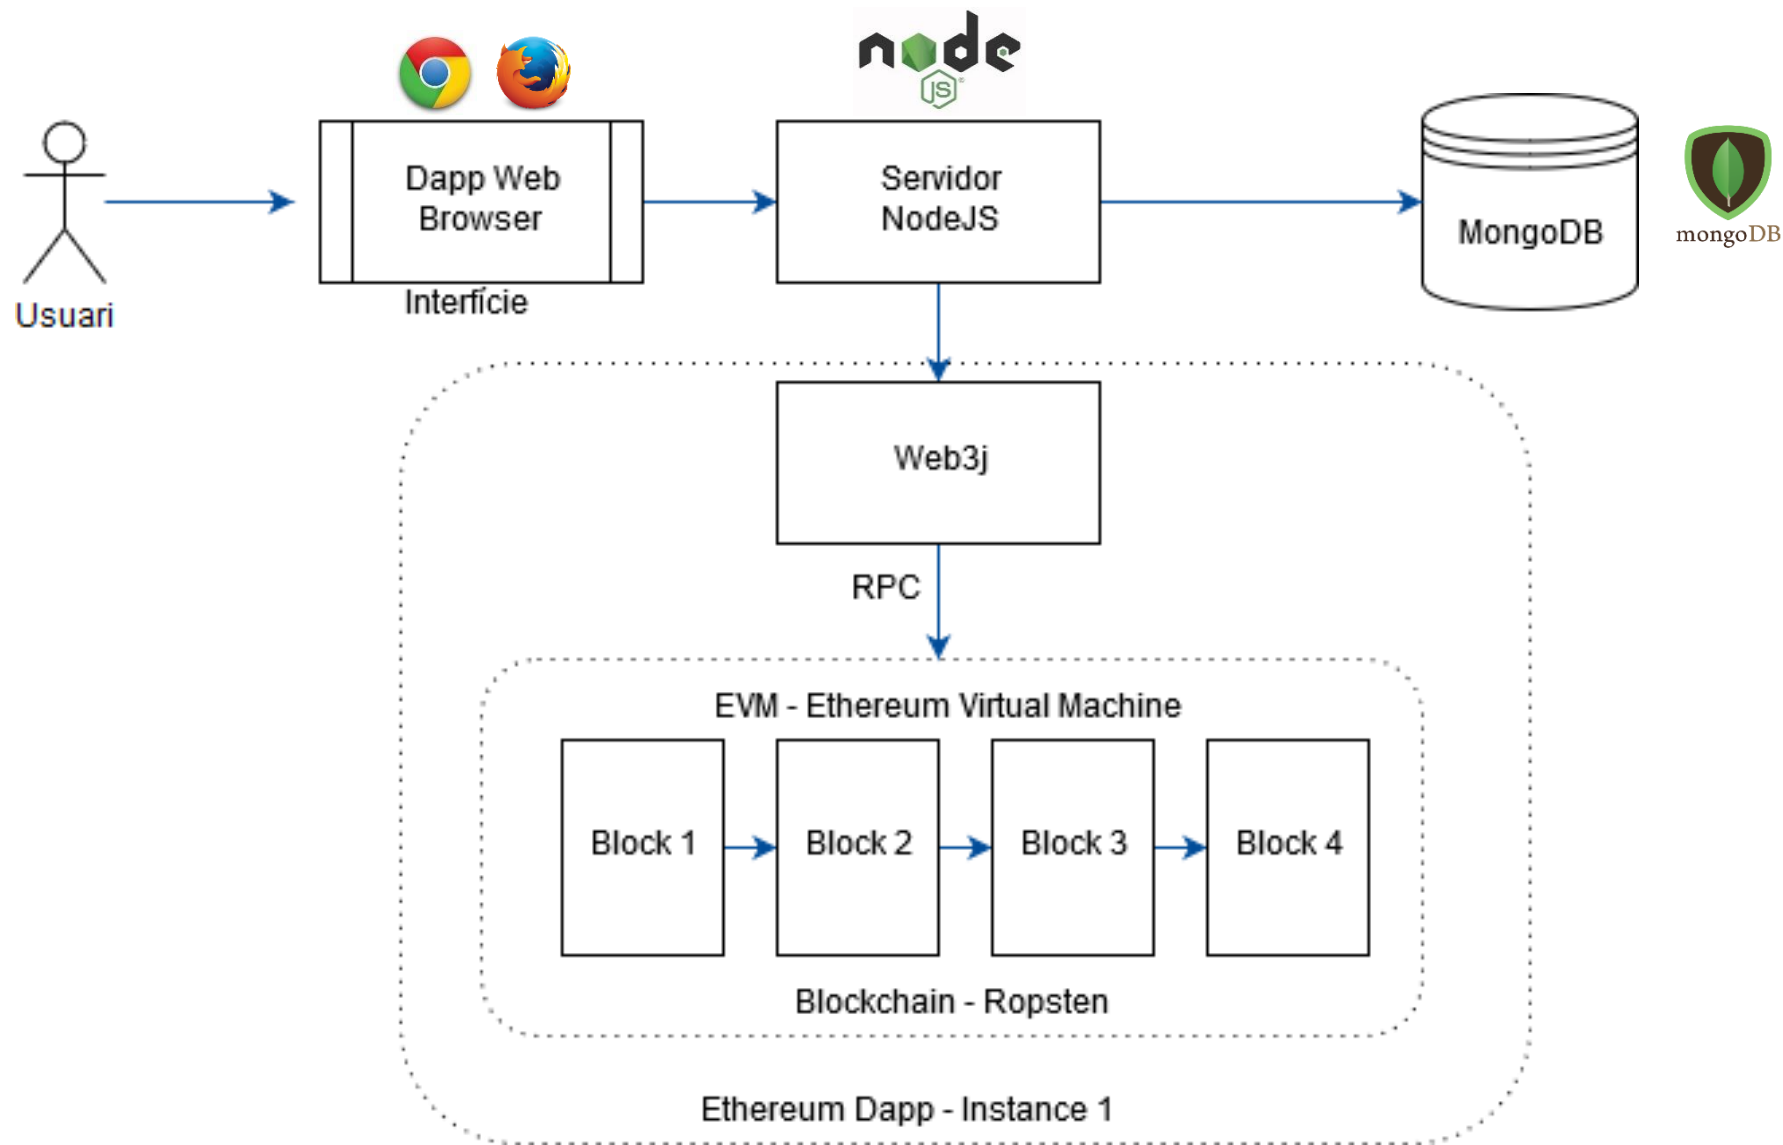 node
JS
Usuari
Dapp Web
Browser
Interfície
Servidor
NodeJS
MongoDB
mongoDB
Web3j
RPC
EVM - Ethereum Virtual Machine
Block 1
Block 2
Block 3
Block 4
Blockchain - Ropsten
Ethereum Dapp - Instance 1